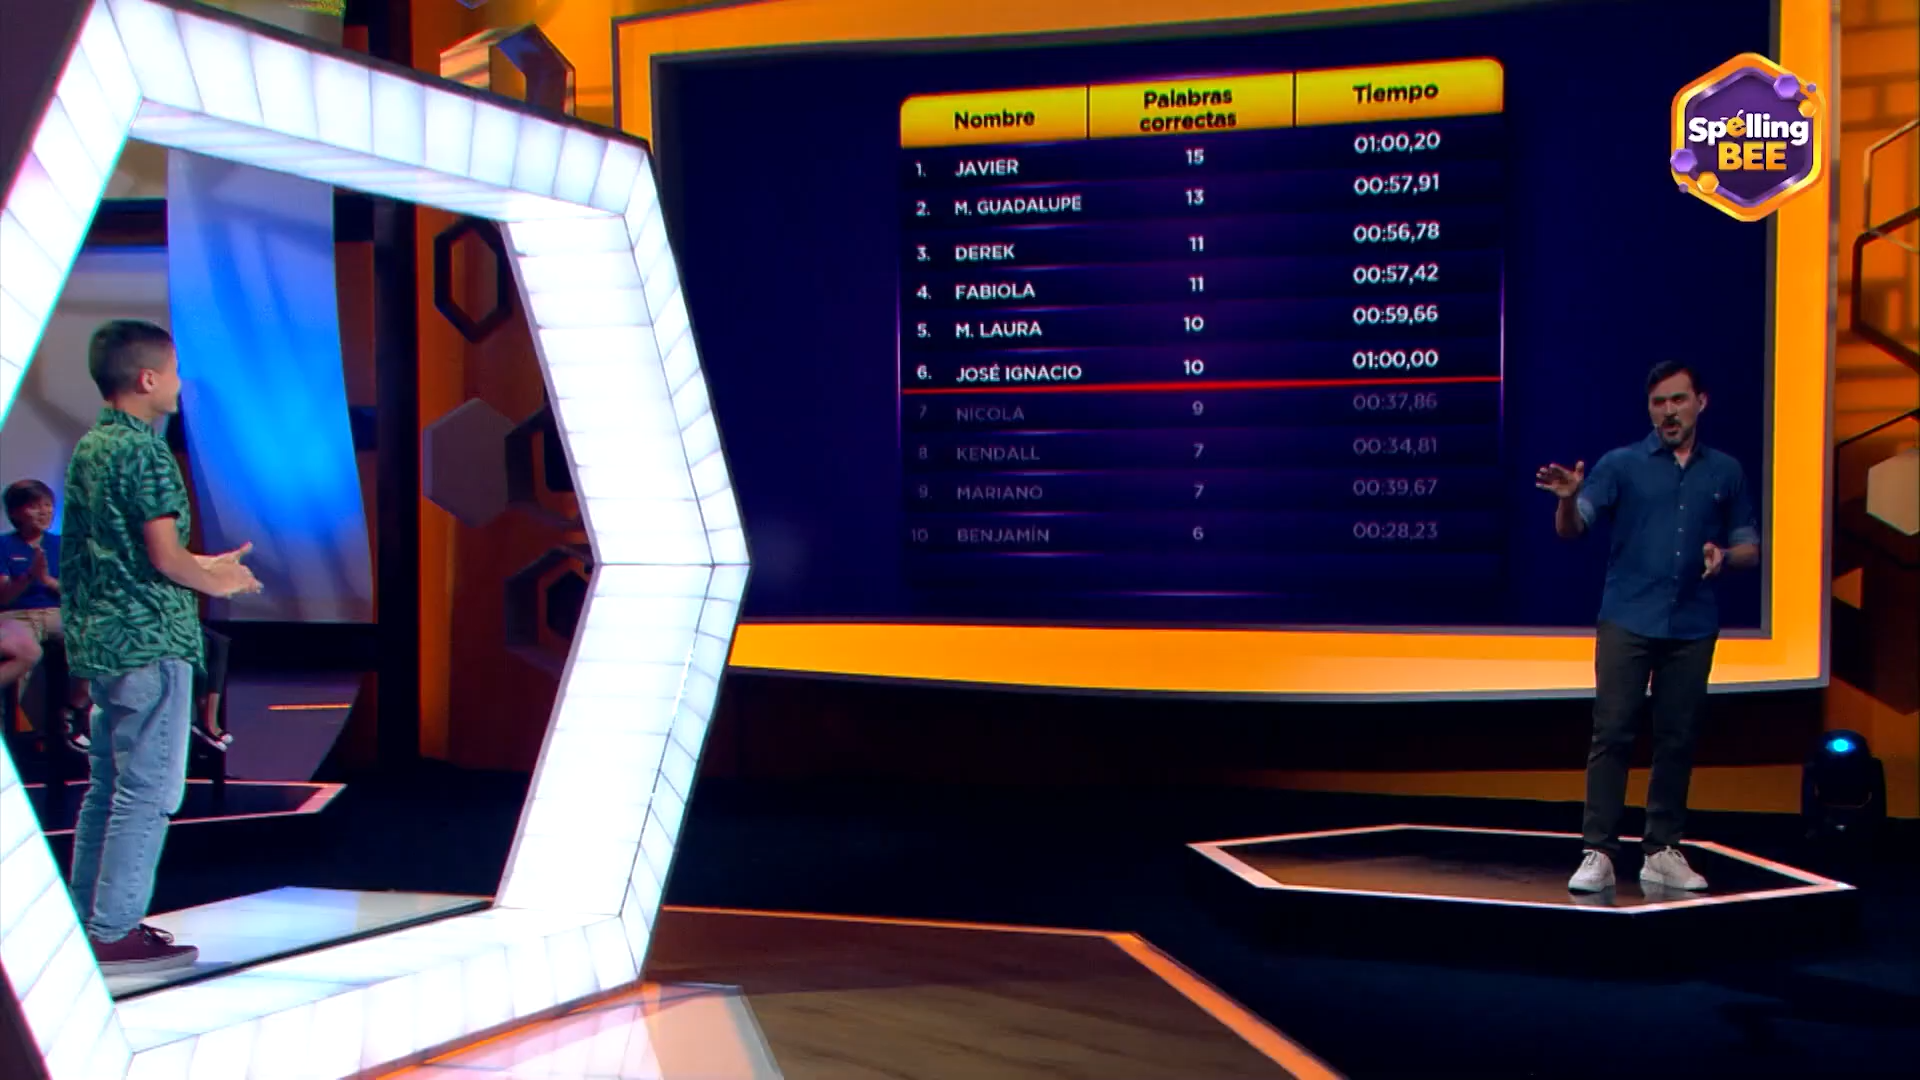 Nombre Palabras correctas Tiempo
1. JAVIER 15 01:00,20
2. M. GUADALUPE 13 00:57,91
3. DEREK 11 00:56,78
4. FABIOLA 11 00:57,42
5. M. LAURA 10 00:59,66
6. JOSÉ IGNACIO 10 01:00,00
7 NICOLA 9 00:37,86
8 KENDALL 7 00:34,81
9. MARIANO 7 00:39,67
10 BENJAMÍN 6 00:28,23
Spélling
BEE